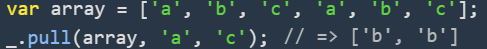 var array = ['a', 'b', 'c', 'a', 'b', 'c'];
_.pull(array, 'a', 'c'); // => ['b', 'b']